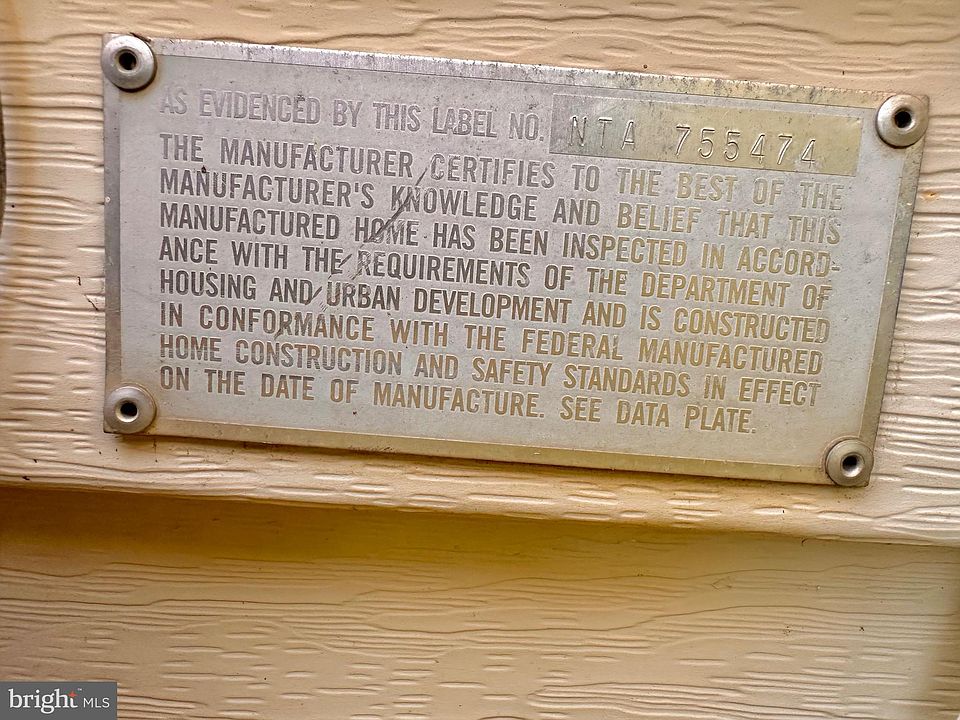 AS EVIDENCED BY THIS LABEL NO. NTA 755474
THE MANUFACTURER CERTIFIES TO THE BEST OF THE
MANUFACTURER'S KNOWLEDGE AND BELIEF THAT THIS
MANUFACTURED HOME HAS BEEN INSPECTED IN ACCORD-
ANCE WITH THE REQUIREMENTS OF THE DEPARTMENT OF
HOUSING AND URBAN DEVELOPMENT AND IS CONSTRUCTED
IN CONFORMANCE WITH THE FEDERAL MANUFACTURED
HOME CONSTRUCTION AND SAFETY STANDARDS IN EFFECT
ON THE DATE OF MANUFACTURE. SEE DATA PLATE.
bright MLS